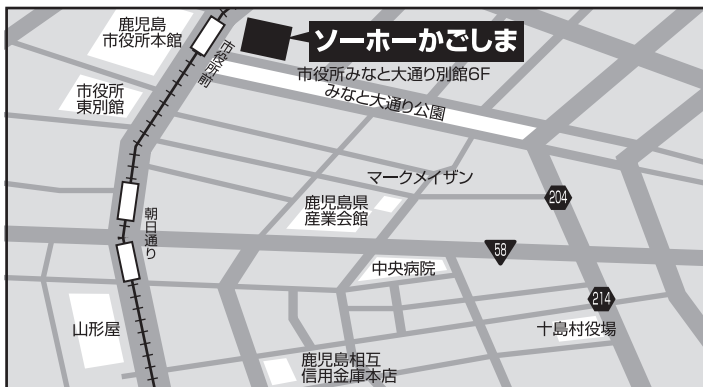 鹿児島
市役所本館
ソーホーかごしま
市役所みなと大通り別館6F
市役所前
みなと大通り公園
市役所
東別館
マークメイザン
204
鹿児島県
産業会館
朝日通り
58
中央病院
214
山形屋
十島村役場
鹿児島相互
信用金庫本店